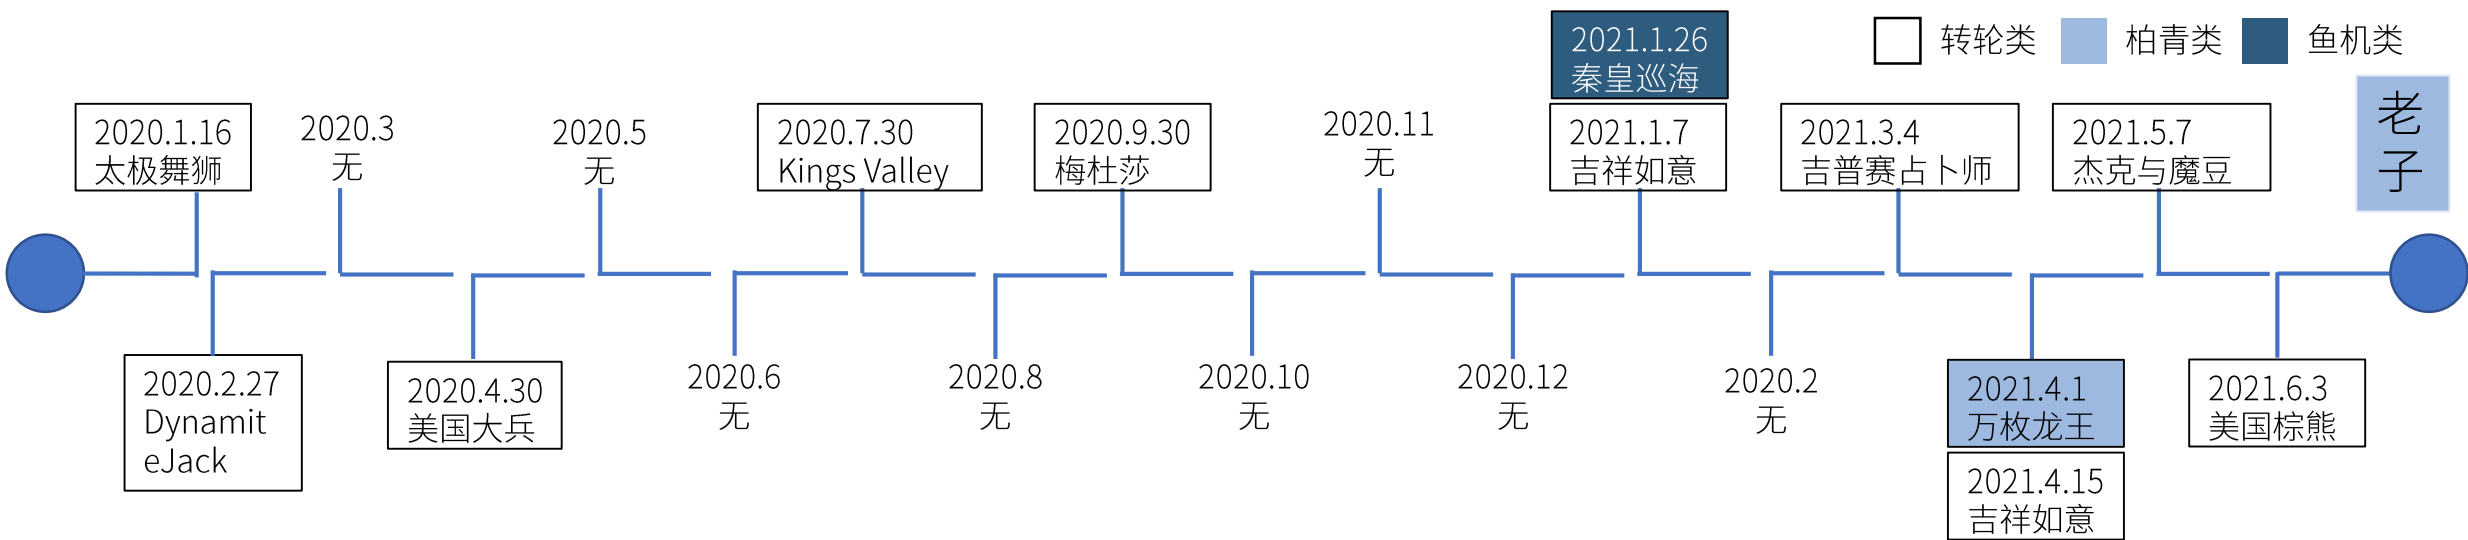 转轮类
柏青类
鱼机类
老
子
2020.1.16
太极舞狮
2020.2.27
Dynamit
eJack
2020.3
无
2020.4.30
美国大兵
2020.5
无
2020.6
无
2020.7.30
Kings Valley
2020.8
无
2020.9.30
梅杜莎
2020.10
无
2020.11
无
2020.12
无
2021.1.26
秦皇巡海
2021.1.7
吉祥如意
2020.2
无
2021.3.4
吉普赛占卜师
2021.4.1
万枚龙王
2021.4.15
吉祥如意
2021.5.7
杰克与魔豆
2021.6.3
美国棕熊